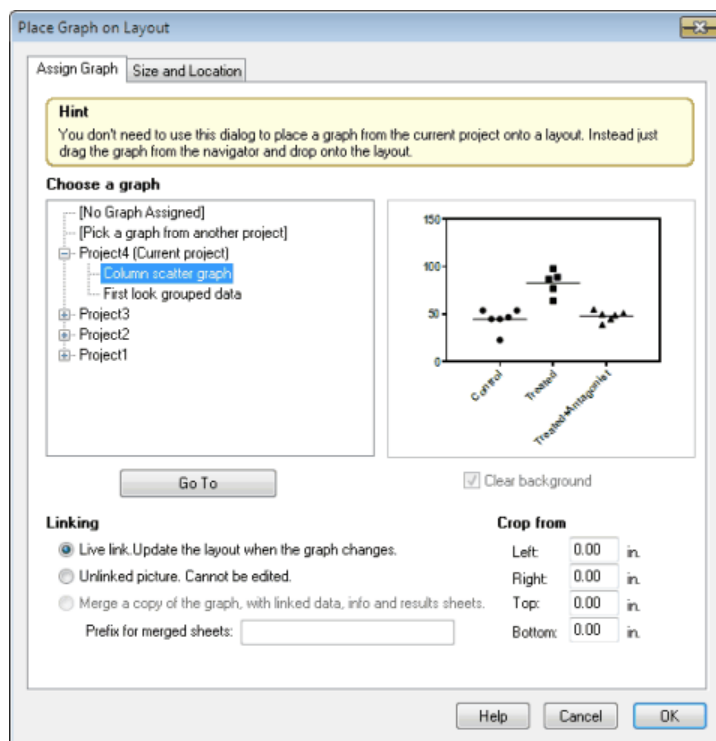 Place Graph on Layout
Assign Graph
Size and Location
Hint
You don't need to use this dialog to place a graph from the current project onto a layout. Instead just
drag the graph from the navigator and drop onto the layout.
Choose a graph
[No Graph Assigned]
[Pick a graph from another project]
Project4 (Current project)
Column scatter graph
First look grouped data
Project3
Project2
Project1
150
100
50
0
Control
Treated
Treated+Antagonist
Go To
Clear background
Linking
Live link.Update the layout when the graph changes.
Unlinked picture. Cannot be edited.
Merge a copy of the graph, with linked data, info and results sheets.
Prefix for merged sheets:
Crop from
Left: 0.00 in.
Right: 0.00 in.
Top: 0.00 in.
Bottom: 0.00 in.
Help
Cancel
OK